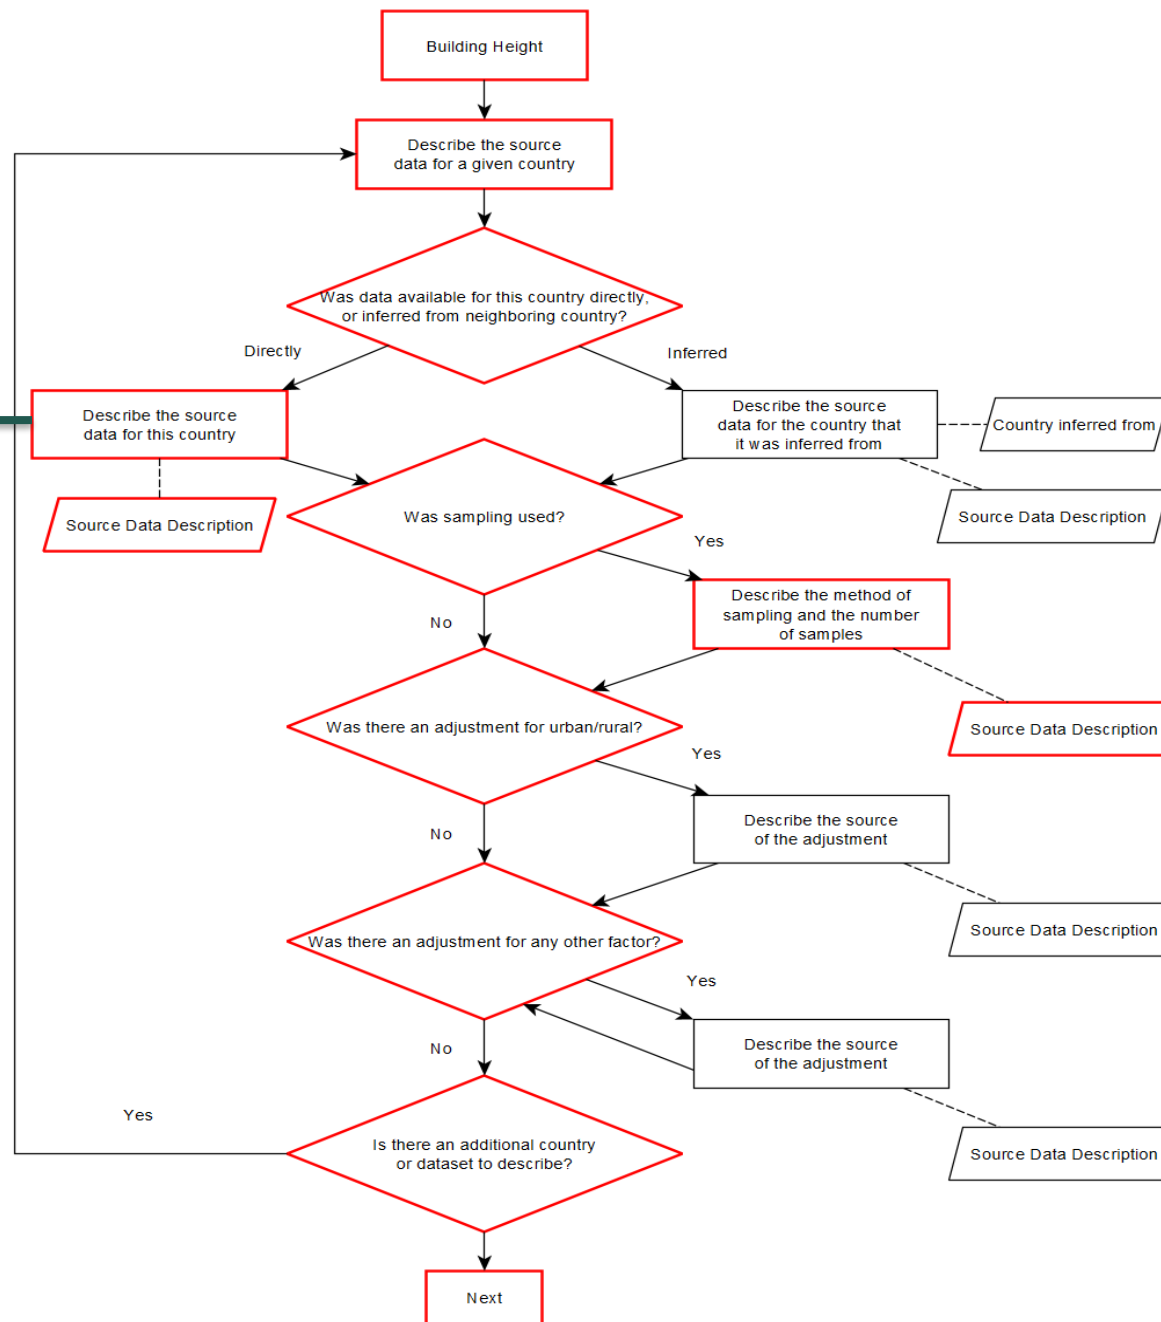 Building Height
Describe the source
data for a given country
Was data available for this country directly,
or inferred from neighboring country?
Directly
Inferred
Describe the source
data for this country
Describe the source
data for the country that
it was inferred from
Country inferred from
Source Data Description
Source Data Description
Was sampling used?
Yes
No
Describe the method of
sampling and the number
of samples
Source Data Description
Was there an adjustment for urban/rural?
Yes
No
Describe the source
of the adjustment
Source Data Description
Was there an adjustment for any other factor?
Yes
No
Describe the source
of the adjustment
Source Data Description
Yes
Is there an additional country
or dataset to describe?
Next